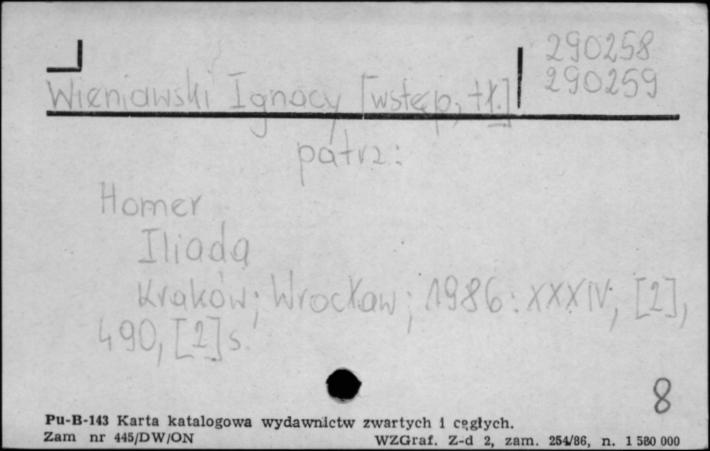 290258
290259
Wieniawski Ignacy [wstęp, tł.]
patrz:
Homer
Iliada
Kraków; Wrocław; 1986: XXXIV, [2],
490, [2] s.
8
Pu-B-143 Karta katalogowa wydawnictw zwartych i cęgłych.
Zam nr 445/DW/ON WZGraf. Z-d 2, zam. 254/86, n. 1 580 000